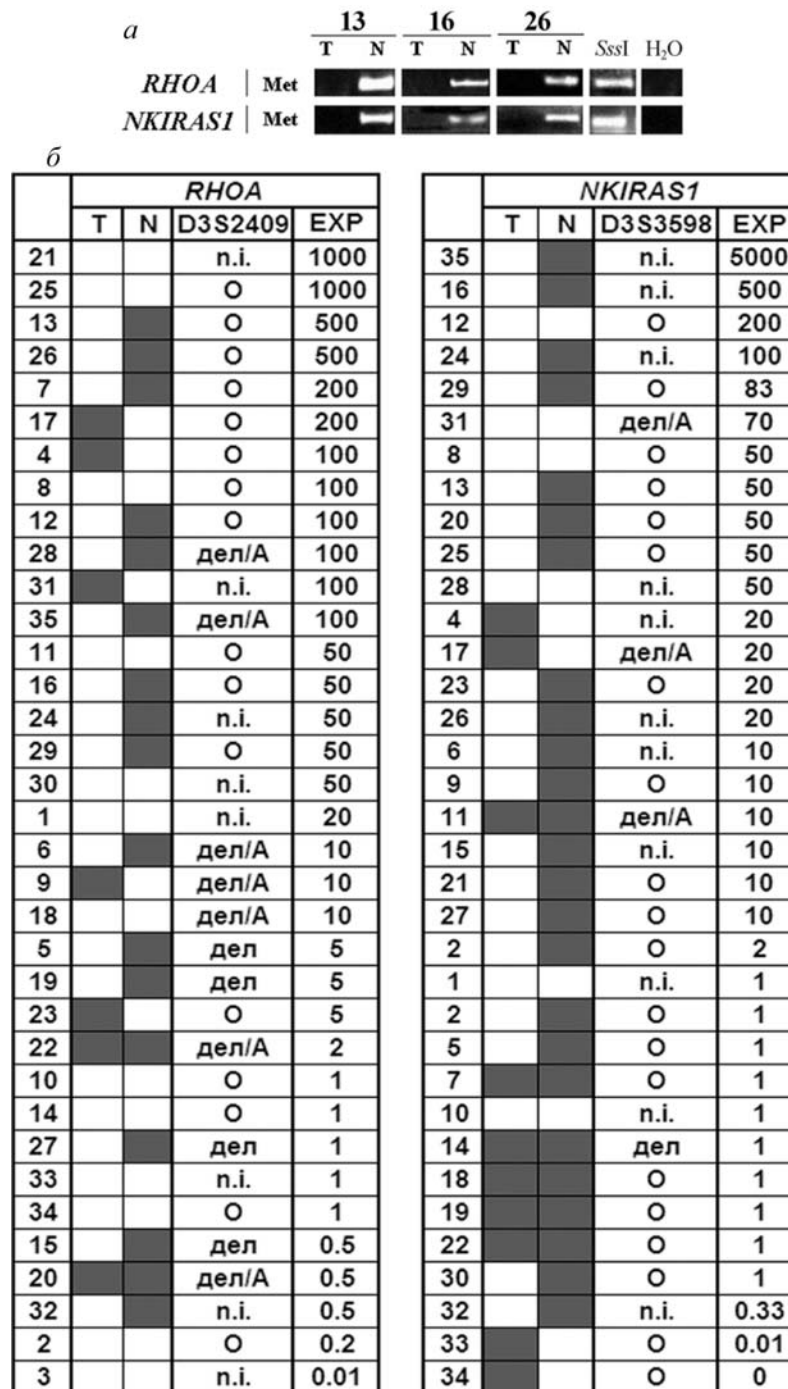 а
13 16 26
T N T N T N SssI H2O
RHOA Met
NKIRAS1 Met
б
RHOA
T N D3S2409 EXP
21 n.i. 1000
25 O 1000
13 O 500
26 O 500
7 O 200
17 O 200
4 O 100
8 O 100
12 O 100
28 дел/А 100
31 n.i. 100
35 дел/А 100
11 O 50
16 O 50
24 n.i. 50
29 O 50
30 n.i. 50
1 n.i. 20
6 дел/А 10
9 дел/А 10
18 дел/А 10
5 дел 5
19 дел 5
23 O 5
22 дел/А 2
10 O 1
14 O 1
27 дел 1
33 n.i. 1
34 O 1
15 дел 0.5
20 дел/А 0.5
32 n.i. 0.5
2 O 0.2
3 n.i. 0.01
NKIRAS1
T N D3S3598 EXP
35 n.i. 5000
16 n.i. 500
12 O 200
24 n.i. 100
29 O 83
31 дел/А 70
8 O 50
13 O 50
20 O 50
25 O 50
28 n.i. 50
4 n.i. 20
17 дел/А 20
23 O 20
26 n.i. 20
6 n.i. 10
9 O 10
11 дел/А 10
15 n.i. 10
21 O 10
27 O 10
2 O 2
1 n.i. 1
2 O 1
5 O 1
7 O 1
10 n.i. 1
14 дел 1
18 O 1
19 O 1
22 O 1
30 O 1
32 n.i. 0.33
33 O 0.01
34 O 0